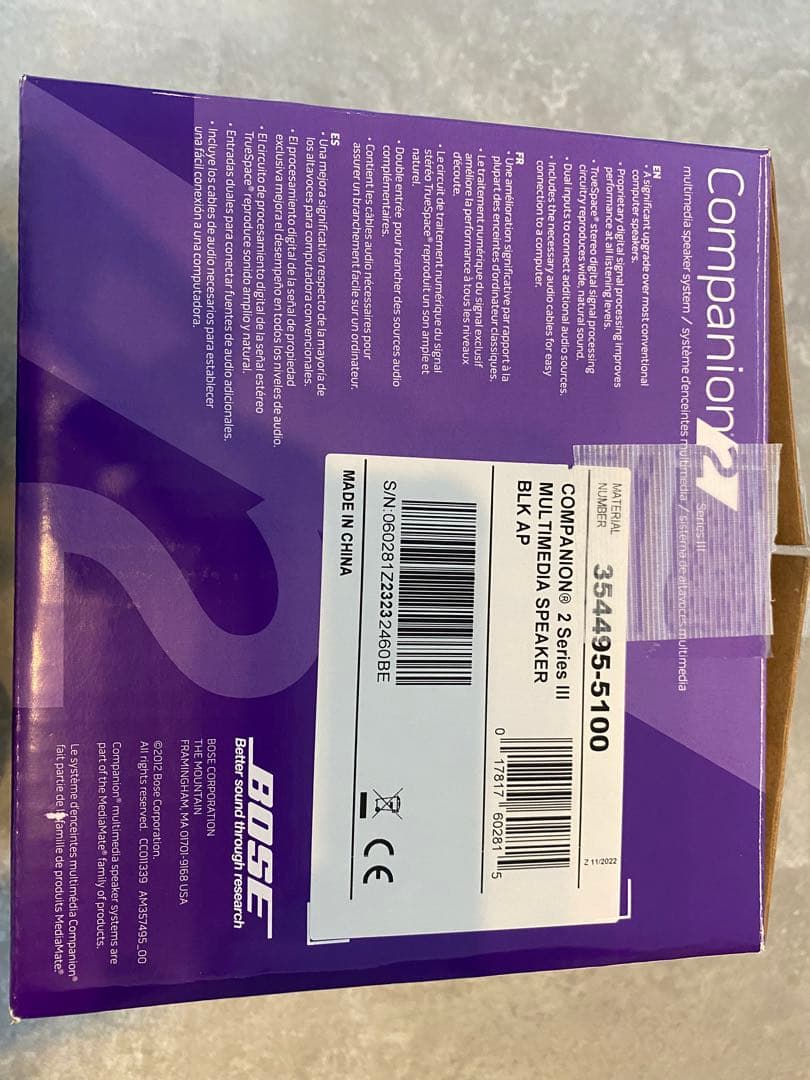 Companion® 2 Series III
multimedia speaker system / système d'enceintes multimédia / sistema de altavoces multimedia
EN
• A significant upgrade over most conventional
computer speakers.
• Proprietary digital signal processing improves
performance at all listening levels.
• TrueSpace® stereo digital signal processing
circuitry reproduces wide, natural sound.
• Dual inputs to connect additional audio sources.
• Includes the necessary audio cables for easy
connection to a computer.
FR
• Une amélioration significative par rapport à la
plupart des enceintes d'ordinateur classiques.
• Le traitement numérique du signal exclusif
améliore la performance à tous les niveaux
d'écoute.
• Le circuit de traitement numérique du signal
stéréo TrueSpace® reproduit un son ample et
naturel.
• Double entrée pour brancher des sources audio
complémentaires.
• Contient les câbles audio nécessaires pour
assurer un branchement facile sur un ordinateur.
ES
• Una mejora significativa respecto de la mayoría de
los altavoces para computadora convencionales.
• El procesamiento digital de la señal de propiedad
exclusiva mejora el desempeño en todos los niveles de audio.
• El circuito de procesamiento digital de la señal estéreo
TrueSpace® reproduce sonido amplio y natural.
• Entradas duales para conectar fuentes de audio adicionales.
• Incluye los cables de audio necesarios para establecer
una fácil conexión a una computadora.
MATERIAL
NUMBER
354495-5100
COMPANION® 2 Series III
MULTIMEDIA SPEAKER
BLK AP
Z 11/2022
0 17817 60281 5
S/N:060281Z23232460BE
MADE IN CHINA
CE
BOSE
Better sound through research
BOSE CORPORATION
THE MOUNTAIN
FRAMINGHAM, MA 01701-9168 USA
©2012 Bose Corporation.
All rights reserved. CC011339 AM357495_00
Companion® multimedia speaker systems are
part of the MediaMate® family of products.
Le système d'enceintes multimédia Companion®
fait partie de la famille de produits MediaMate®.